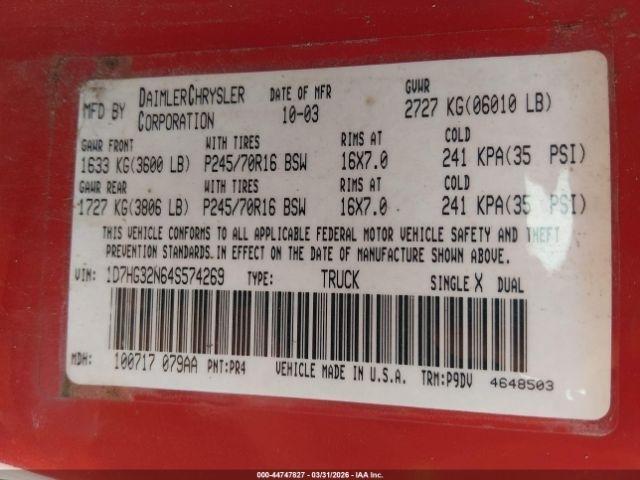 MFD BY DAIMLERCHRYSLER CORPORATION DATE OF MFR 10-03 GVWR 2727 KG(06010 LB)
GAWR FRONT WITH TIRES RIMS AT COLD
1633 KG(3600 LB) P245/70R16 BSW 16X7.0 241 KPA(35 PSI)
GAWR REAR WITH TIRES RIMS AT COLD
1727 KG(3806 LB) P245/70R16 BSW 16X7.0 241 KPA(35 PSI)
THIS VEHICLE CONFORMS TO ALL APPLICABLE FEDERAL MOTOR VEHICLE SAFETY AND THEFT
PREVENTION STANDARDS IN EFFECT ON THE DATE OF MANUFACTURE SHOWN ABOVE.
VIN: 1D7HG32N64S574269 TYPE: TRUCK SINGLE X DUAL
MDH: 100717 079AA PNT:PR4 VEHICLE MADE IN U.S.A. TRM:P9DV 4648503
000-44747827 - 03/31/2026 - IAA Inc.